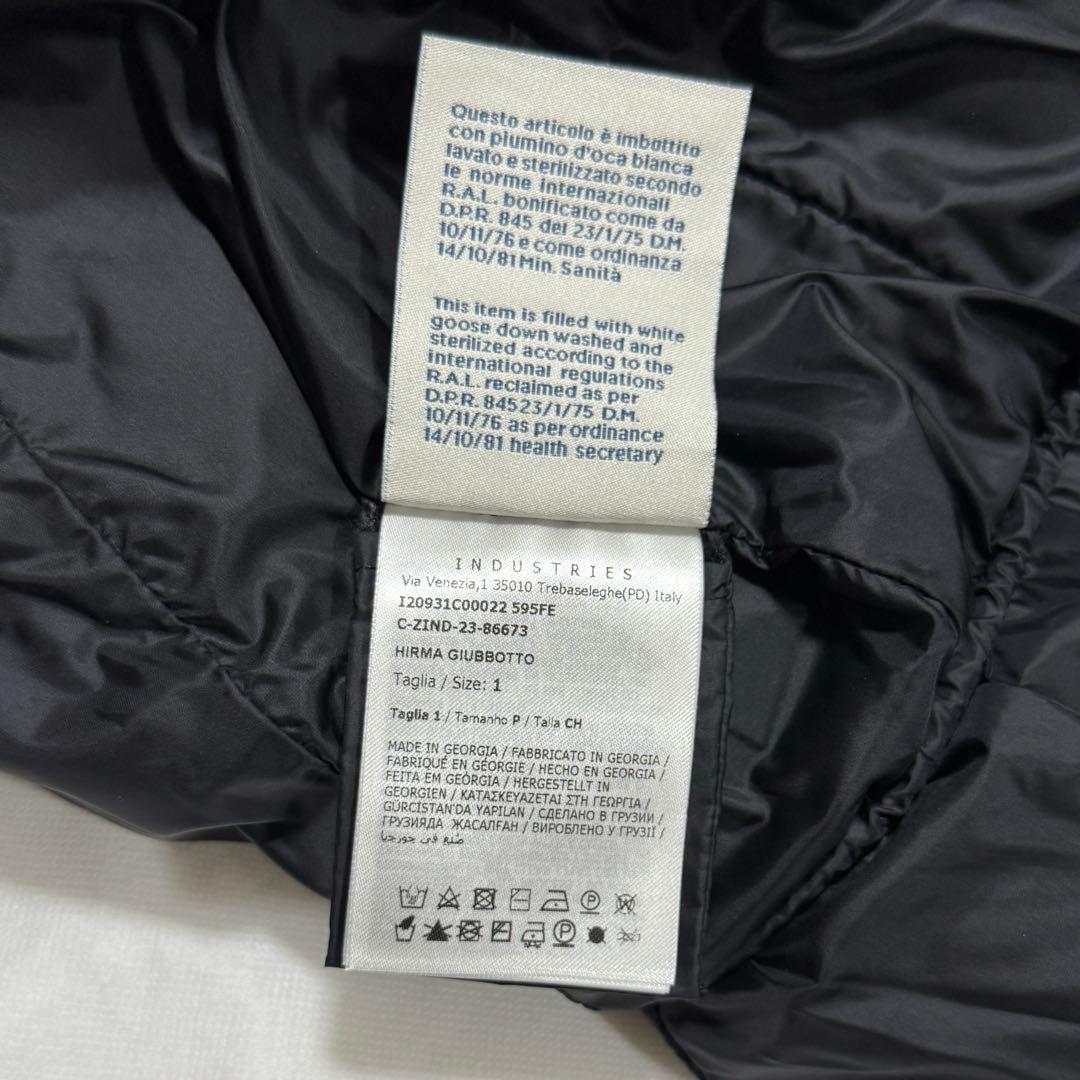 Questo articolo è imbottito
con piumino d'oca bianca
lavato e sterilizzato secondo
le norme internazionali
R.A.L. bonificato come da
D.P.R. 845 del 23/1/75 D.M.
10/11/76 e come ordinanza
14/10/81 Min. Sanità
This item is filled with white
goose down washed and
sterilized according to the
international regulations
R.A.L. reclaimed as per
D.P.R. 84523/1/75 D.M.
10/11/76 as per ordinance
14/10/81 health secretary
INDUSTRIES
Via Venezia,1 35010 Trebaseleghe(PD) Italy
I20931C00022 595FE
C-ZIND-23-86673
HIRMA GIUBBOTTO
Taglia / Size: 1
Taglia 1 / Tamanho P / Talla CH
MADE IN GEORGIA / FABBRICATO IN GEORGIA /
FABRIQUÉ EN GÉORGIE / HECHO EN GEORGIA /
FEITA EM GEÓRGIA / HERGESTELLT IN
GEORGIEN / ΚΑΤΑΣΚΕΥΑΖΕΤΑΙ ΣΤΗ ΓΕΩΡΓΙΑ /
GÜRCISTAN'DA YAPILAN / СДЕЛАНО В ГРУЗИИ /
ГРУЗИЯДА ЖАСАЛҒАН / ВИРОБЛЕНО У ГРУЗІЇ /
صنع في جورجيا